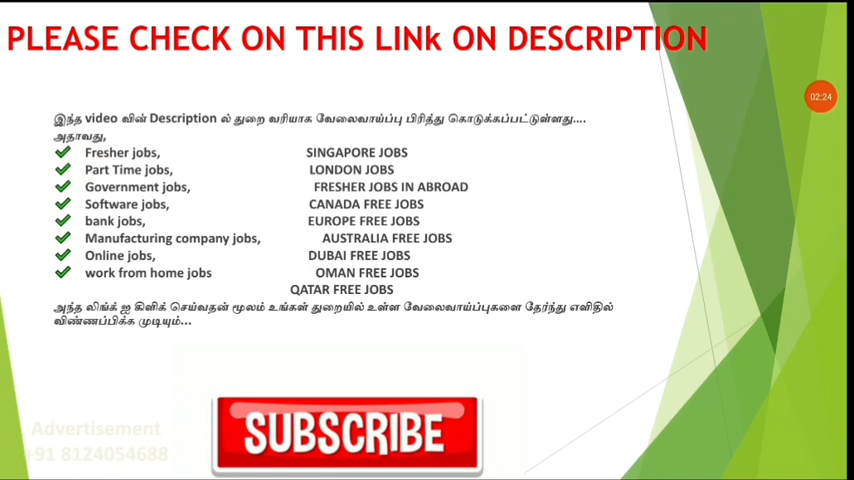 PLEASE CHECK ON THIS LINk ON DESCRIPTION
02:24
இந்த video வின் Description ல் துறை வரியாக வேலைவாய்ப்பு பிரித்து கொடுக்கப்பட்டுள்ளது....
அதாவது,
Fresher jobs, SINGAPORE JOBS
Part Time jobs, LONDON JOBS
Government jobs, FRESHER JOBS IN ABROAD
Software jobs, CANADA FREE JOBS
bank jobs, EUROPE FREE JOBS
Manufacturing company jobs, AUSTRALIA FREE JOBS
Online jobs, DUBAI FREE JOBS
work from home jobs OMAN FREE JOBS
QATAR FREE JOBS
அந்த லிங்க் ஐ கிளிக் செய்வதன் மூலம் உங்கள் துறையில் உள்ள வேலைவாய்ப்புகளை தேர்ந்து எளிதில்
விண்ணப்பிக்க முடியும்...
SUBSCRIBE
Advertisement
+91 8124054688